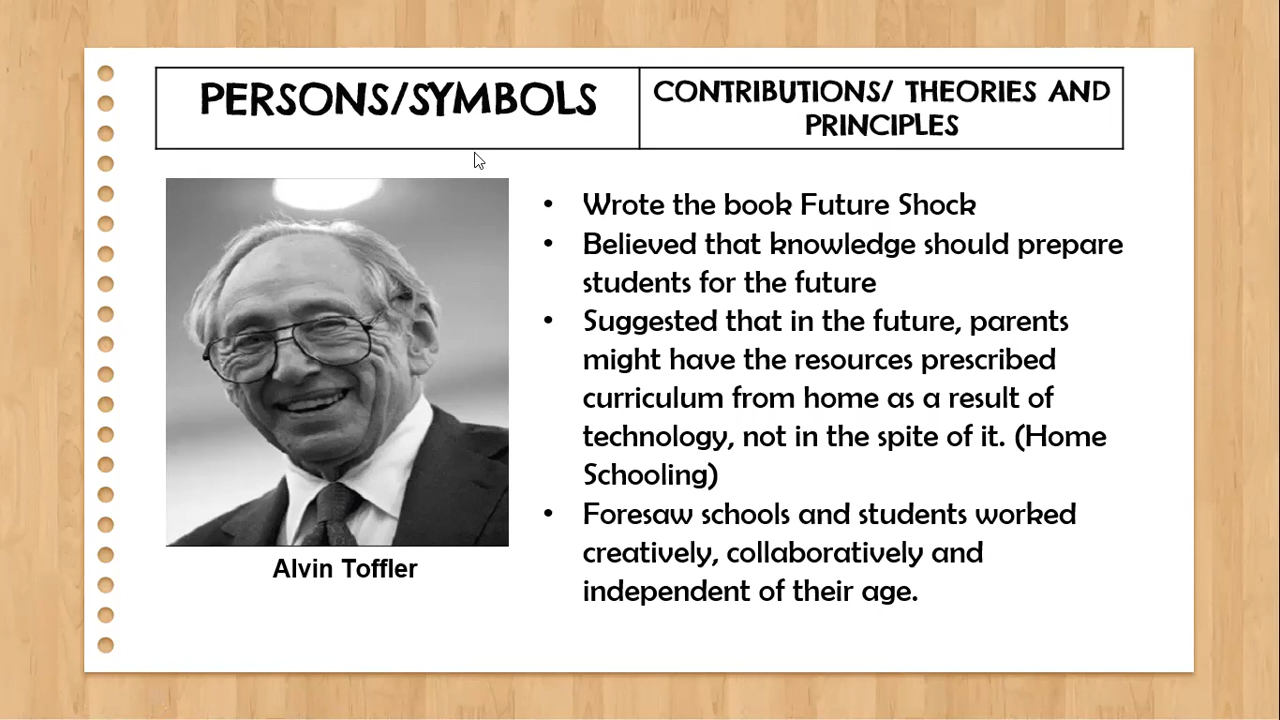 PERSONS/SYMBOLS
CONTRIBUTIONS/ THEORIES AND
PRINCIPLES
• Wrote the book Future Shock
• Believed that knowledge should prepare
students for the future
• Suggested that in the future, parents
might have the resources prescribed
curriculum from home as a result of
technology, not in the spite of it. (Home
Schooling)
• Foresaw schools and students worked
creatively, collaboratively and
independent of their age.
Alvin Toffler